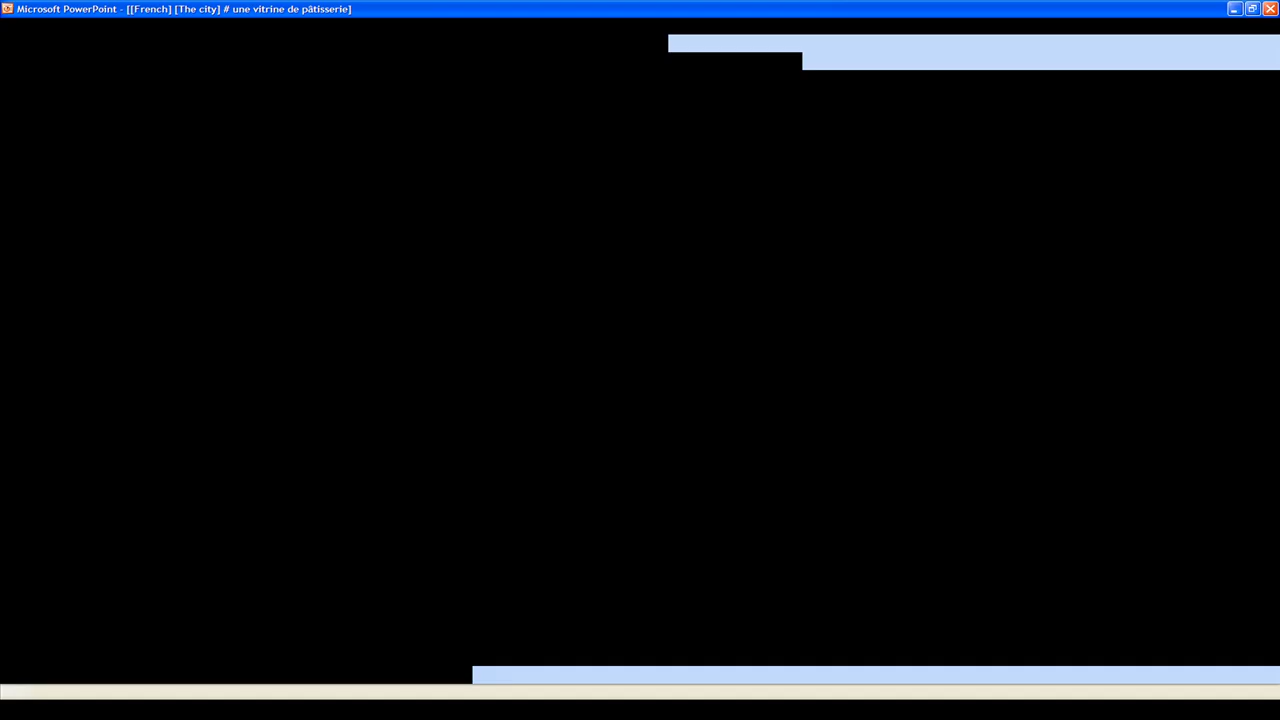 Microsoft PowerPoint - [[French] [The city] # une vitrine de pâtisserie]